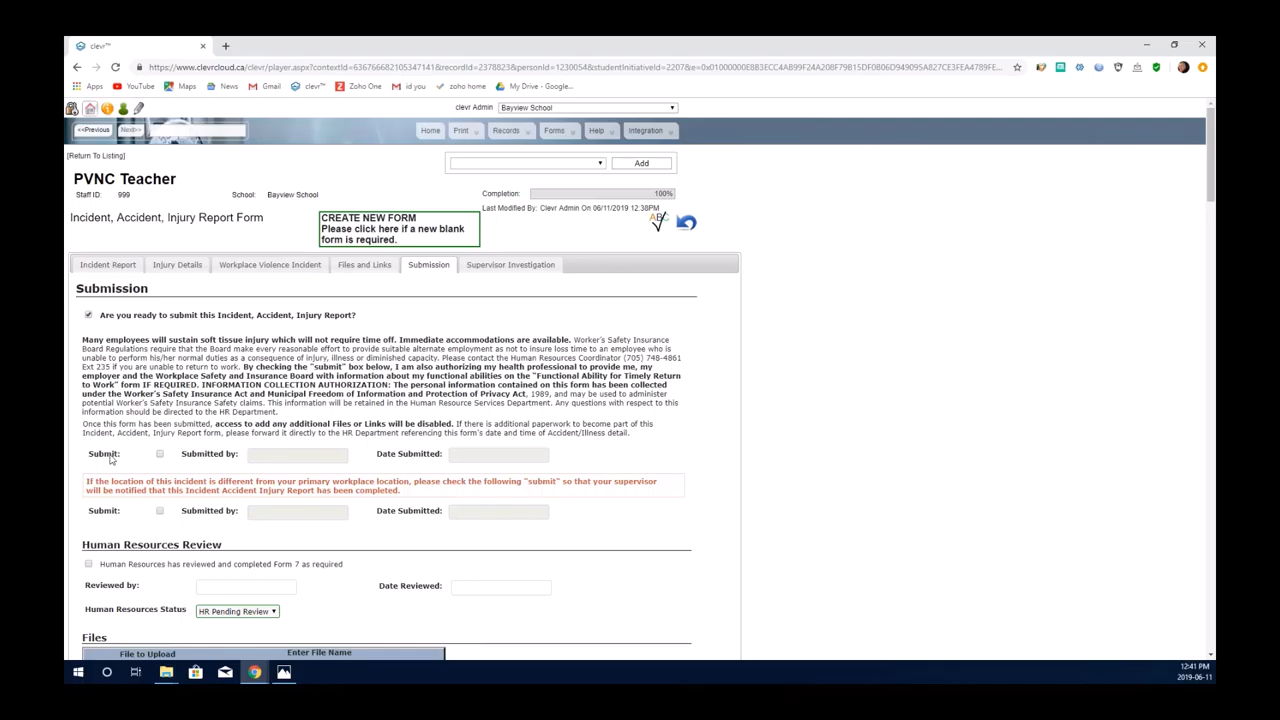 clevr™
https://www.clevrcloud.ca/clevr/player.aspx?contextId=636766682105347141&recordId=2378823&personId=1230054&studentInitiativeId=2207&e=
Apps YouTube Maps News Gmail clevr™ Zoho One id you zoho home My Drive - Google...
clevr Admin Bayview School
<<Previous Next>> Home Print Records Forms Help Integration
[Return To Listing]
Add
PVNC Teacher
Staff ID: 999 School: Bayview School Completion: 100%
Last Modified By: Clevr Admin On 06/11/2019 12:38PM
Incident, Accident, Injury Report Form
CREATE NEW FORM
Please click here if a new blank
form is required.
ABC
Incident Report Injury Details Workplace Violence Incident Files and Links Submission Supervisor Investigation
Submission
Are you ready to submit this Incident, Accident, Injury Report?
Many employees will sustain soft tissue injury which will not require time off. Immediate accommodations are available. Worker's Safety Insurance
Board Regulations require that the Board make every reasonable effort to provide suitable alternate employment as not to insure loss time to an employee who is
unable to perform his/her normal duties as a consequence of injury, illness or diminished capacity. Please contact the Human Resources Coordinator (705) 748-4861
Ext 235 if you are unable to return to work. By checking the "submit" box below, I am also authorizing my health professional to provide me, my
employer and the Workplace Safety and Insurance Board with information about my functional abilities on the "Functional Ability for Timely Return
to Work" form IF REQUIRED. INFORMATION COLLECTION AUTHORIZATION: The personal information contained on this form has been collected
under the Worker's Safety Insurance Act and Municipal Freedom of Information and Protection of Privacy Act, 1989, and may be used to administer
potential Worker's Safety Insurance Safety claims. This information will be retained in the Human Resource Services Department. Any questions with respect to this
information should be directed to the HR Department.
Once this form has been submitted, access to add any additional Files or Links will be disabled. If there is additional paperwork to become part of this
Incident, Accident, Injury Report form, please forward it directly to the HR Department referencing this form's date and time of Accident/Illness detail.
Submit: Submitted by: Date Submitted:
If the location of this incident is different from your primary workplace location, please check the following "submit" so that your supervisor
will be notified that this Incident Accident Injury Report has been completed.
Submit: Submitted by: Date Submitted:
Human Resources Review
Human Resources has reviewed and completed Form 7 as required
Reviewed by: Date Reviewed:
Human Resources Status HR Pending Review
Files
File to Upload Enter File Name
12:41 PM
2019-06-11